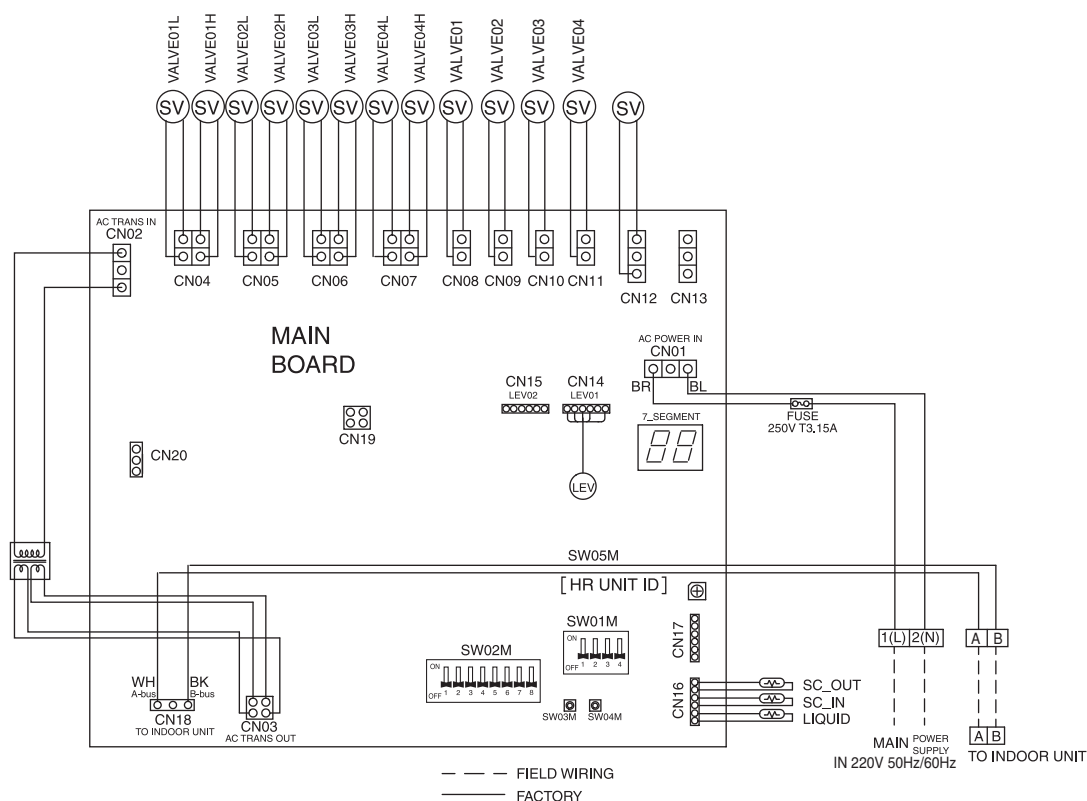 VALVE01L
VALVE01H
VALVE02L
VALVE02H
VALVE03L
VALVE03H
VALVE04L
VALVE04H
VALVE01
VALVE02
VALVE03
VALVE04
SV SV SV SV SV SV SV SV SV SV SV SV SV
AC TRANS IN
CN02
CN04 CN05 CN06 CN07 CN08 CN09 CN10 CN11 CN12 CN13
MAIN
BOARD
AC POWER IN
CN01
BR BL
CN15
LEV02
CN14
LEV01
FUSE
250V T3.15A
7_SEGMENT
CN19
CN20
LEV
SW05M
[ HR UNIT ID ]
SW01M
ON
OFF
1 2 3 4
CN17
SW02M
ON
OFF
1 2 3 4 5 6 7 8
1(L) 2(N)
A B
WH
A-bus
BK
B-bus
CN18
TO INDOOR UNIT
CN03
AC TRANS OUT
SW03M SW04M
CN16
SC_OUT
SC_IN
LIQUID
A B
MAIN POWER SUPPLY
IN 220V 50Hz/60Hz
TO INDOOR UNIT
FIELD WIRING
FACTORY